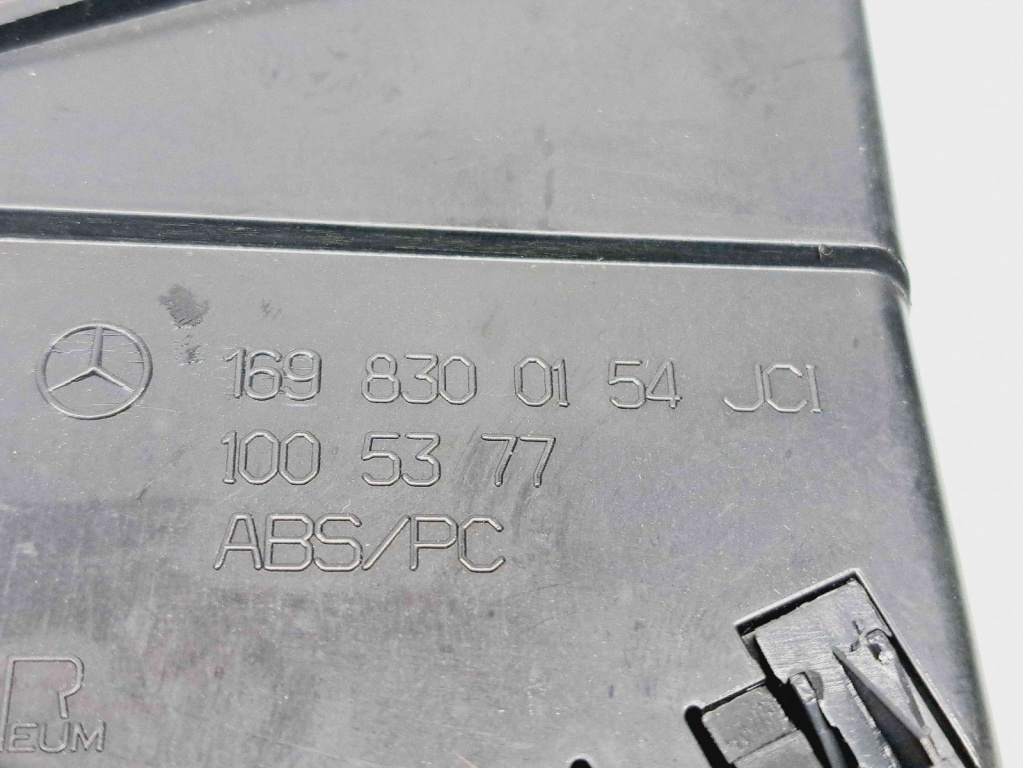 169 830 01 54 JCI
100 53 77
ABS/PC
R
EUM